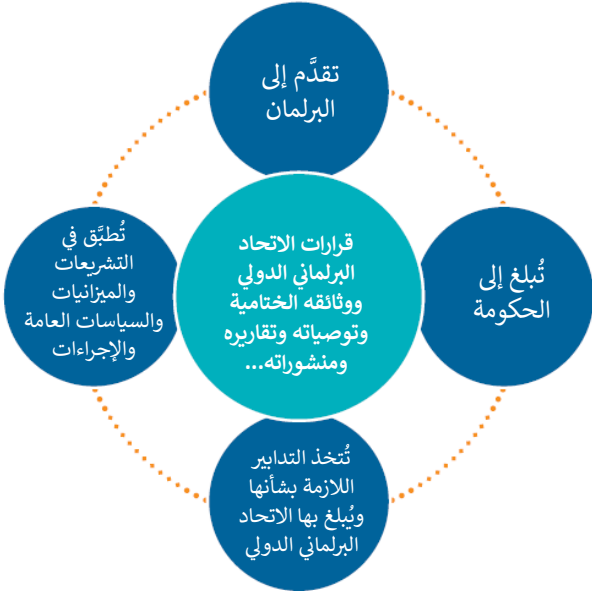 تقدَّم إلى
البرلمان
قرارات الاتحاد
البرلماني الدولي
ووثائقه الختامية
وتوصياته وتقاريره
ومنشوراته...
تُبلغ إلى
الحكومة
تُتخذ التدابير
اللازمة بشأنها
ويُبلغ بها الاتحاد
البرلماني الدولي
تُطبَّق في
التشريعات
والميزانيات
والسياسات العامة
والإجراءات